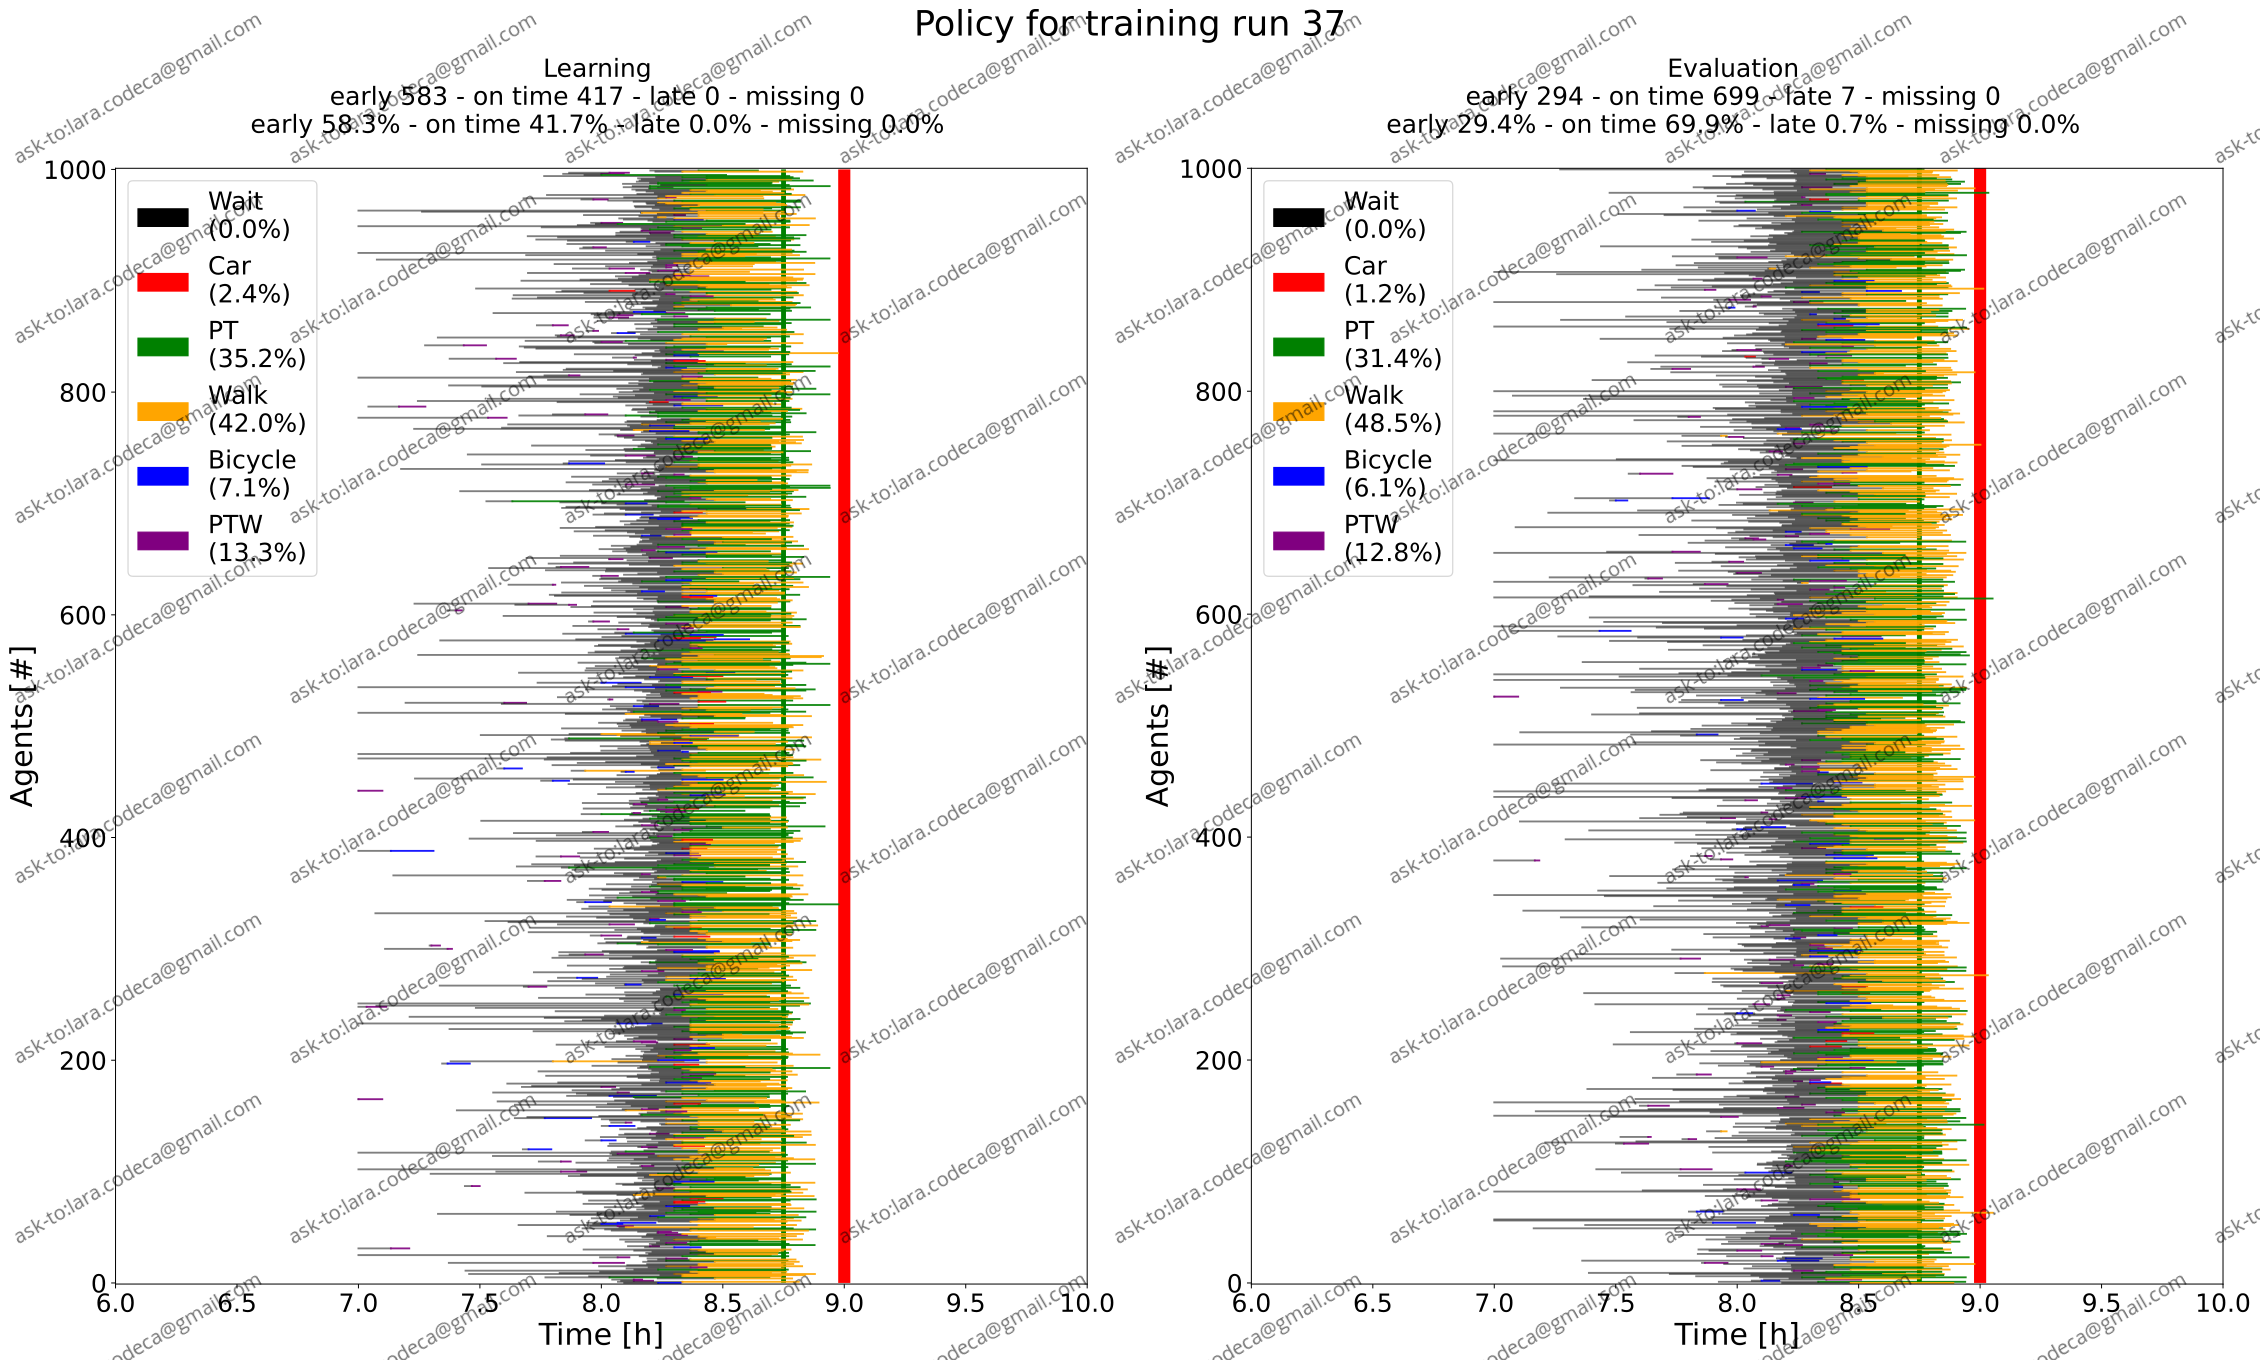 Policy for training run 37
Learning
early 583 - on time 417 - late 0 - missing 0
early 58.3% - on time 41.7% - late 0.0% - missing 0.0%
Agents [#]
1000
800
600
400
200
0
Wait
(0.0%)
Car
(2.4%)
PT
(35.2%)
Walk
(42.0%)
Bicycle
(7.1%)
PTW
(13.3%)
6.0 6.5 7.0 7.5 8.0 8.5 9.0 9.5 10.0
Time [h]
Evaluation
early 294 - on time 699 - late 7 - missing 0
early 29.4% - on time 69.9% - late 0.7% - missing 0.0%
Agents [#]
1000
800
600
400
200
0
Wait
(0.0%)
Car
(1.2%)
PT
(31.4%)
Walk
(48.5%)
Bicycle
(6.1%)
PTW
(12.8%)
6.0 6.5 7.0 7.5 8.0 8.5 9.0 9.5 10.0
Time [h]
ask-to:lara.codeca@gmail.com